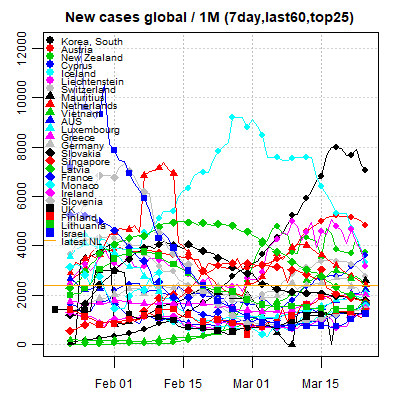 New cases global / 1M (7day,last60,top25)
12000
10000
8000
6000
4000
2000
0
Korea, South
Austria
New Zealand
Cyprus
Iceland
Liechtenstein
Switzerland
Mauritius
Netherlands
Vietnam
AUS
Luxembourg
Greece
Germany
Slovakia
Singapore
Latvia
France
Monaco
Ireland
Slovenia
UK
Finland
Lithuania
Israel
latest NL
Feb 01
Feb 15
Mar 01
Mar 15